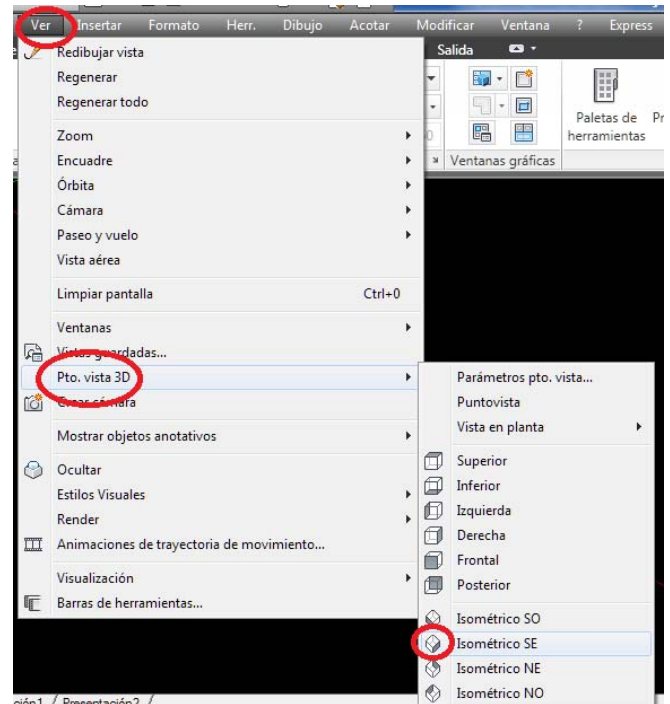 Ver Insertar Formato Herr. Dibujo Acotar Modificar Ventana ? Express
Salida
Redibujar vista
Regenerar
Regenerar todo
Zoom
Encuadre
Órbita
Cámara
Paseo y vuelo
Vista aérea
Limpiar pantalla Ctrl+0
Ventanas
Vistas guardadas...
Pto. vista 3D
Crear cámara
Mostrar objetos anotativos
Ocultar
Estilos Visuales
Render
Animaciones de trayectoria de movimiento...
Visualización
Barras de herramientas...
Paletas de
herramientas
Ventanas gráficas
Parámetros pto. vista...
Puntovista
Vista en planta
Superior
Inferior
Izquierda
Derecha
Frontal
Posterior
Isométrico SO
Isométrico SE
Isométrico NE
Isométrico NO
Presentación2